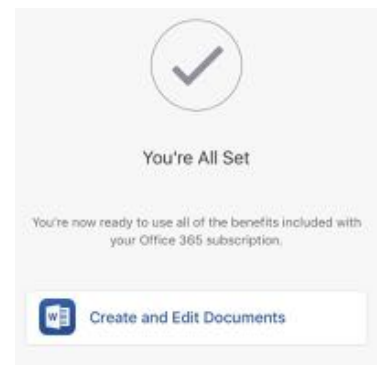 You're All Set
You're now ready to use all of the benefits included with
your Office 365 subscription.
W
Create and Edit Documents